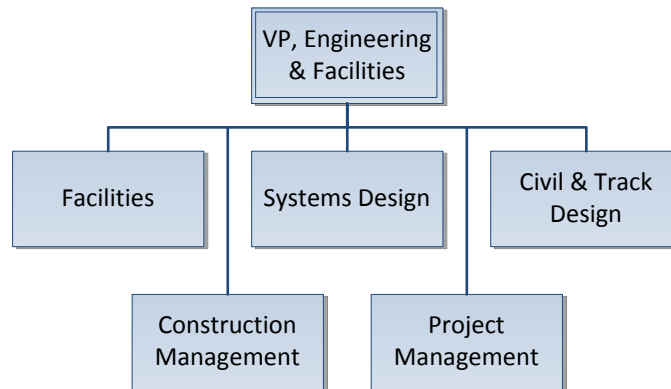 VP, Engineering
& Facilities
Facilities
Systems Design
Civil & Track
Design
Construction
Management
Project
Management